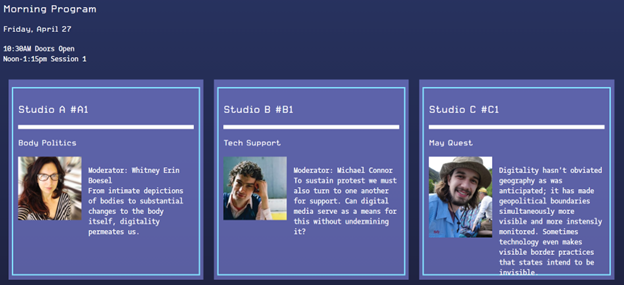 Morning Program
Friday, April 27
10:30AM Doors Open
Noon-1:15pm Session 1
Studio A #A1
Body Politics
Moderator: Whitney Erin
Boesel
From intimate depictions
of bodies to substantial
changes to the body
itself, digitality
permeates us.
Studio B #B1
Tech Support
Moderator: Michael Connor
To sustain protest we must
also turn to one another
for support. Can digital
media serve as a means for
this without undermining
it?
Studio C #C1
May Quest
Digitality hasn't obviated
geography as was
anticipated; it has made
geopolitical boundaries
simultaneously more
visible and more instensly
monitored. Sometimes
technology even makes
visible border practices
that states intend to be
invisible.